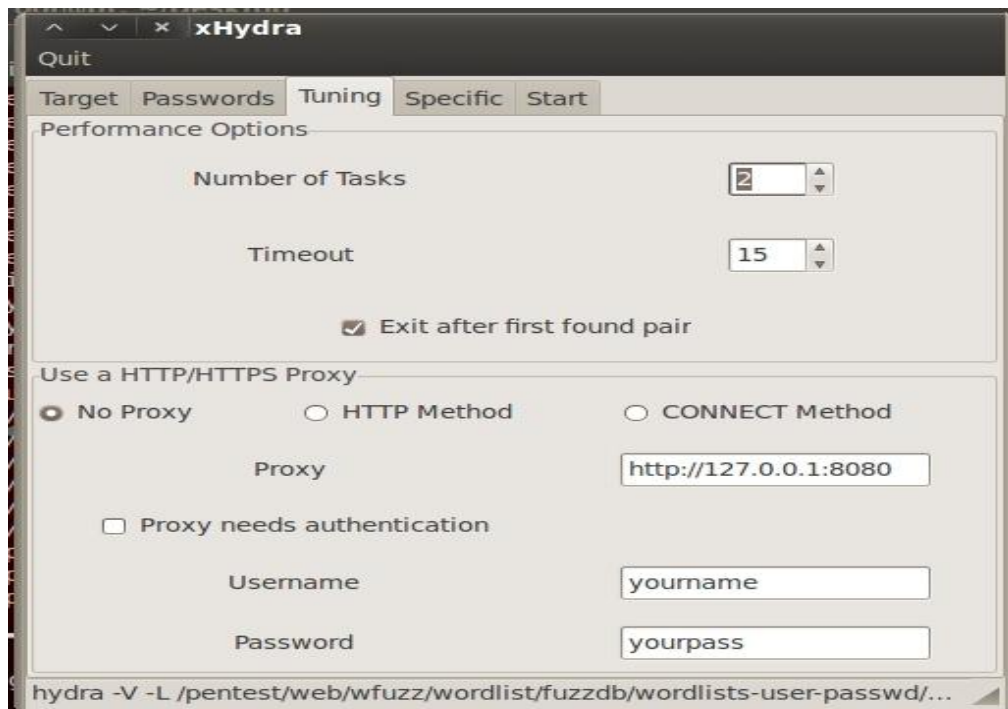 xHydra
Quit
Target Passwords Tuning Specific Start
Performance Options
Number of Tasks 2
Timeout 15
Exit after first found pair
Use a HTTP/HTTPS Proxy
No Proxy HTTP Method CONNECT Method
Proxy http://127.0.0.1:8080
Proxy needs authentication
Username yourname
Password yourpass
hydra -V -L /pentest/web/wfuzz/wordlist/fuzzdb/wordlists-user-passwd/...